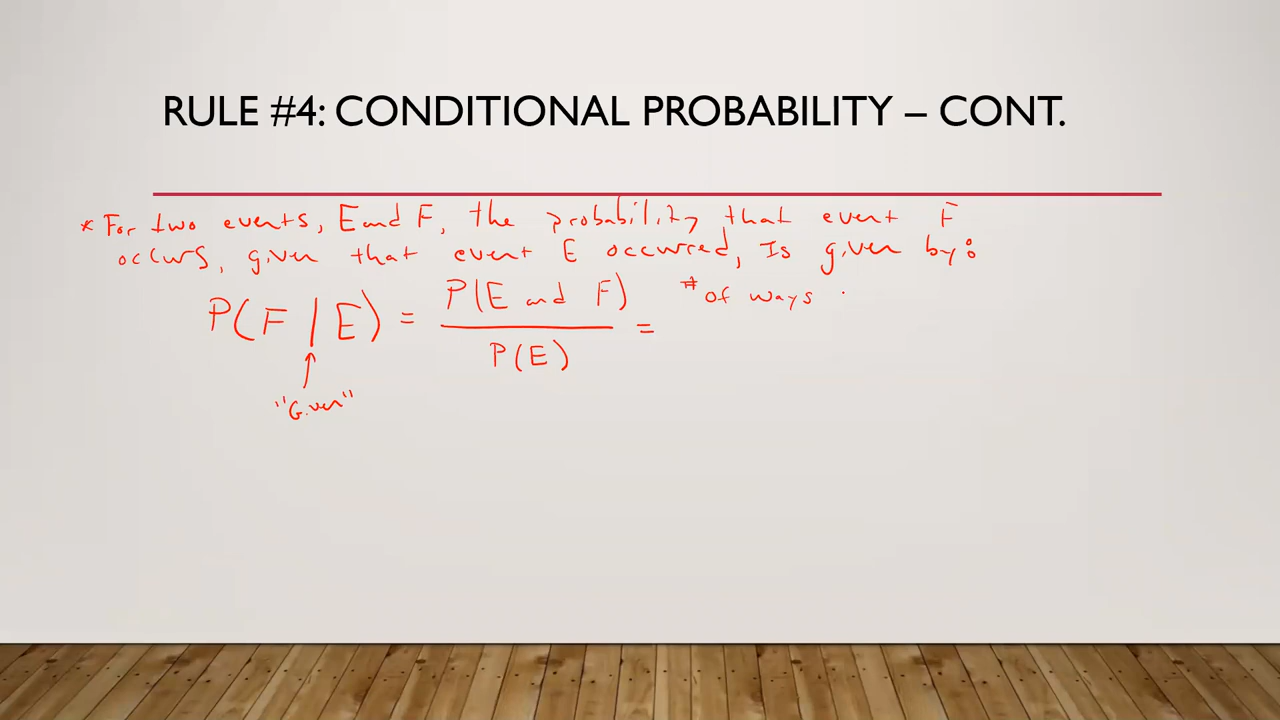 RULE #4: CONDITIONAL PROBABILITY – CONT.
* For two events, E and F, the probability that event F
occurs, given that event E occurred, Is given by:
P(F | E) = P(E and F) / P(E) = # of ways
"Given"